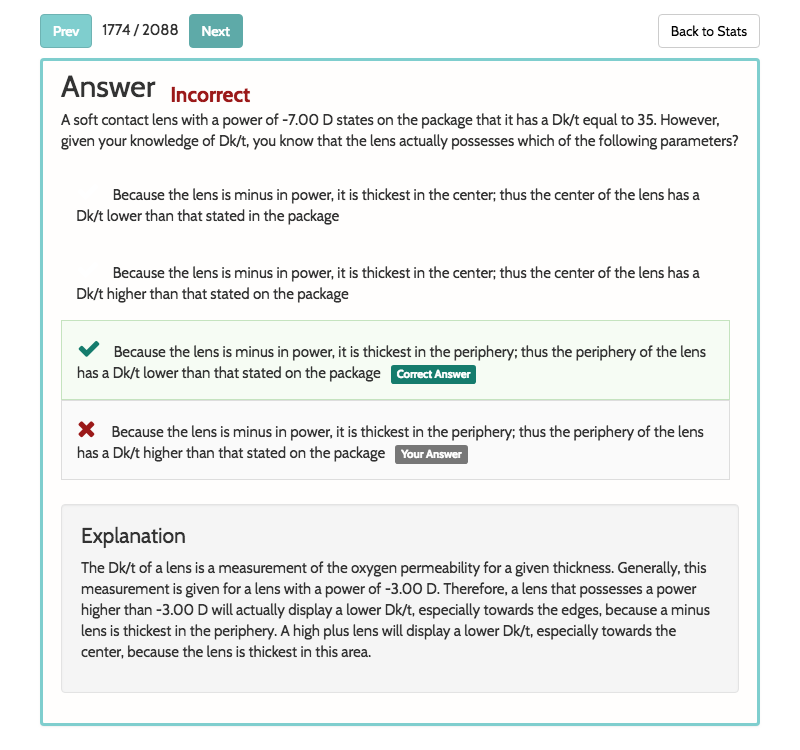 Prev 1774 / 2088 Next Back to Stats
Answer Incorrect
A soft contact lens with a power of -7.00 D states on the package that it has a Dk/t equal to 35. However,
given your knowledge of Dk/t, you know that the lens actually possesses which of the following parameters?
Because the lens is minus in power, it is thickest in the center; thus the center of the lens has a
Dk/t lower than that stated in the package
Because the lens is minus in power, it is thickest in the center; thus the center of the lens has a
Dk/t higher than that stated on the package
Because the lens is minus in power, it is thickest in the periphery; thus the periphery of the lens
has a Dk/t lower than that stated on the package Correct Answer
Because the lens is minus in power, it is thickest in the periphery; thus the periphery of the lens
has a Dk/t higher than that stated on the package Your Answer
Explanation
The Dk/t of a lens is a measurement of the oxygen permeability for a given thickness. Generally, this
measurement is given for a lens with a power of -3.00 D. Therefore, a lens that possesses a power
higher than -3.00 D will actually display a lower Dk/t, especially towards the edges, because a minus
lens is thickest in the periphery. A high plus lens will display a lower Dk/t, especially towards the
center, because the lens is thickest in this area.